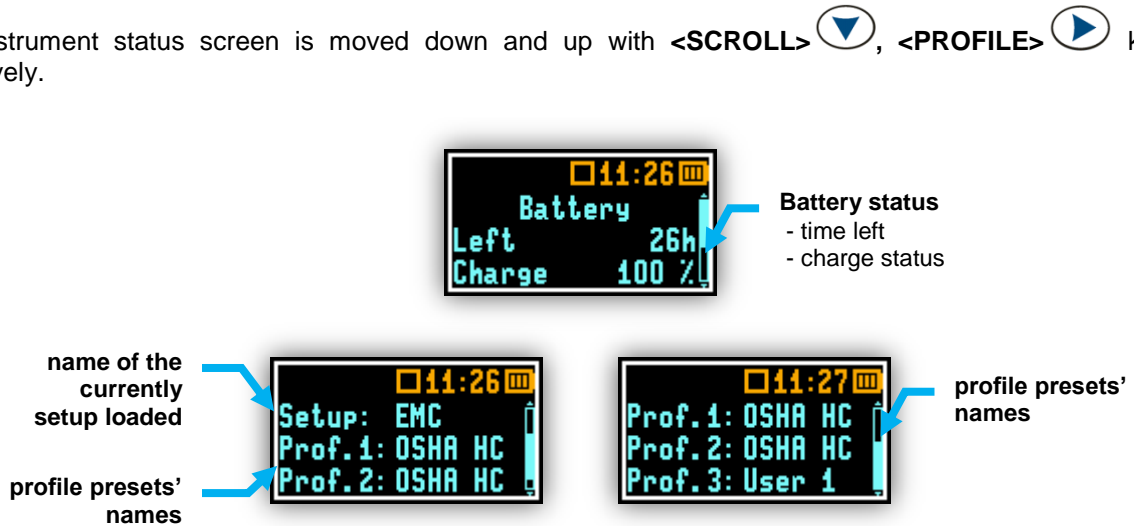 strument status screen is moved down and up with <SCROLL>, <PROFILE> k
vely.
11:26
Battery
Left 26h
Charge 100 %
Battery status
- time left
- charge status
name of the
currently
setup loaded
profile presets'
names
11:26
Setup: EMC
Prof.1: OSHA HC
Prof.2: OSHA HC
11:27
Prof.1: OSHA HC
Prof.2: OSHA HC
Prof.3: User 1
profile presets'
names